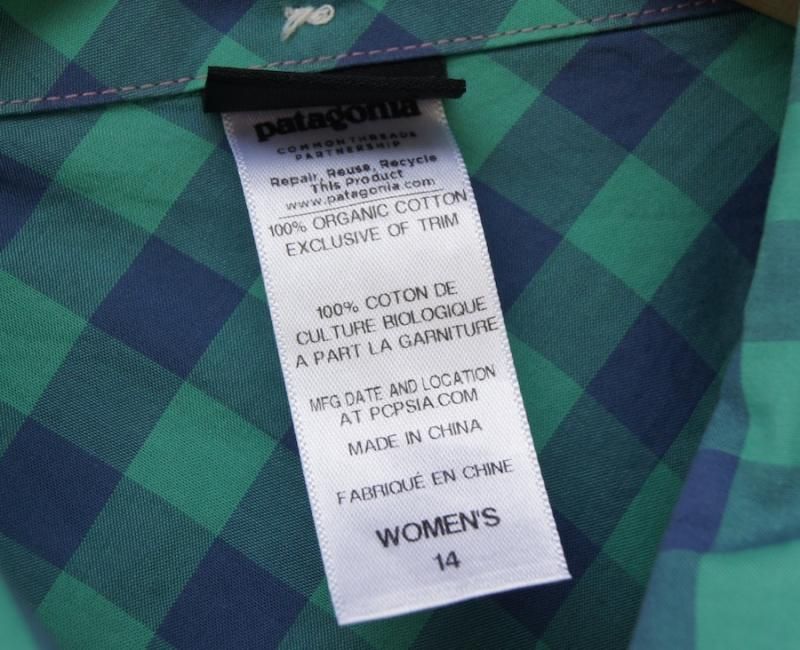 patagonia
COMMON THREADS
PARTNERSHIP
Repair, Reuse, Recycle
This Product
www.patagonia.com
100% ORGANIC COTTON
EXCLUSIVE OF TRIM
100% COTON DE
CULTURE BIOLOGIQUE
A PART LA GARNITURE
MFG DATE AND LOCATION
AT PCPSIA.COM
MADE IN CHINA
FABRIQUÉ EN CHINE
WOMEN'S
14